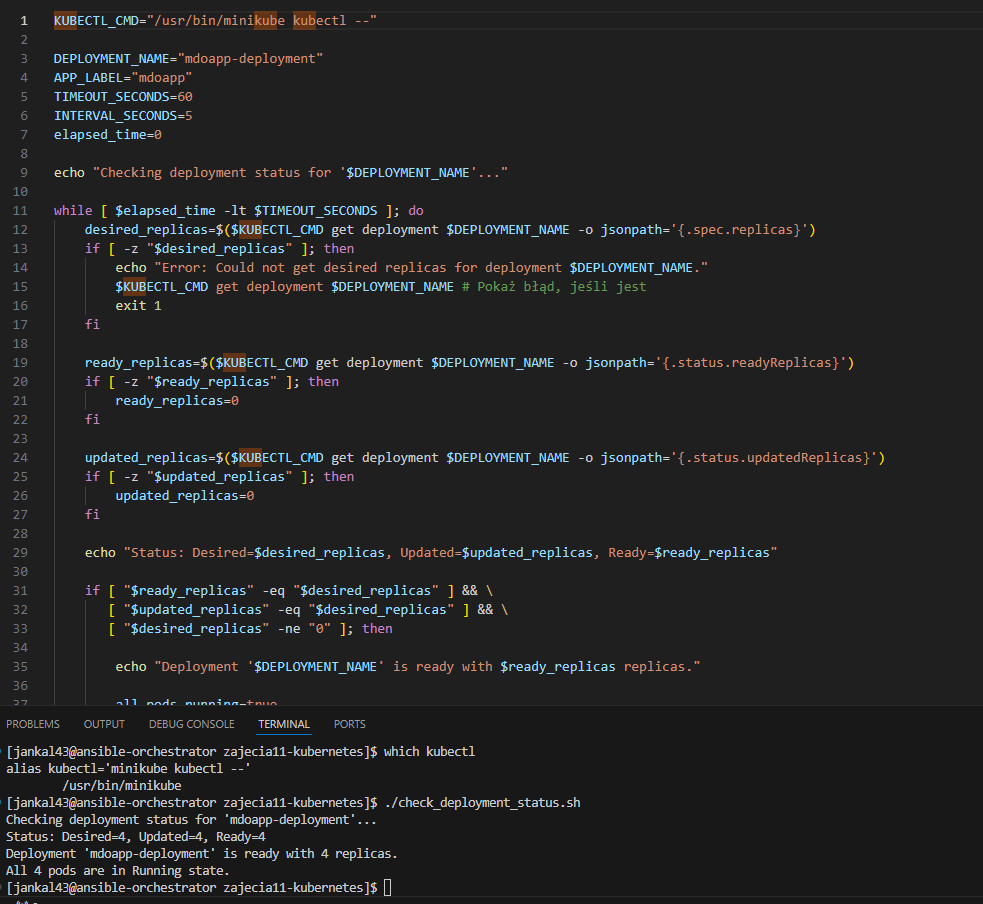 1 KUBECTL_CMD="/usr/bin/minikube kubectl --"
2
3 DEPLOYMENT_NAME="mdoapp-deployment"
4 APP_LABEL="mdoapp"
5 TIMEOUT_SECONDS=60
6 INTERVAL_SECONDS=5
7 elapsed_time=0
8
9 echo "Checking deployment status for '$DEPLOYMENT_NAME'..."
10
11 while [ $elapsed_time -lt $TIMEOUT_SECONDS ]; do
12     desired_replicas=$($KUBECTL_CMD get deployment $DEPLOYMENT_NAME -o jsonpath='{.spec.replicas}')
13     if [ -z "$desired_replicas" ]; then
14         echo "Error: Could not get desired replicas for deployment $DEPLOYMENT_NAME."
15         $KUBECTL_CMD get deployment $DEPLOYMENT_NAME # Pokaż błąd, jeśli jest
16         exit 1
17     fi
18
19     ready_replicas=$($KUBECTL_CMD get deployment $DEPLOYMENT_NAME -o jsonpath='{.status.readyReplicas}')
20     if [ -z "$ready_replicas" ]; then
21         ready_replicas=0
22     fi
23
24     updated_replicas=$($KUBECTL_CMD get deployment $DEPLOYMENT_NAME -o jsonpath='{.status.updatedReplicas}')
25     if [ -z "$updated_replicas" ]; then
26         updated_replicas=0
27     fi
28
29     echo "Status: Desired=$desired_replicas, Updated=$updated_replicas, Ready=$ready_replicas"
30
31     if [ "$ready_replicas" -eq "$desired_replicas" ] && \
32        [ "$updated_replicas" -eq "$desired_replicas" ] && \
33        [ "$desired_replicas" -ne "0" ]; then
34
35         echo "Deployment '$DEPLOYMENT_NAME' is ready with $ready_replicas replicas."
36
37         all_pods_running=true
PROBLEMS OUTPUT DEBUG CONSOLE TERMINAL PORTS
[jankal43@ansible-orchestrator zajecia11-kubernetes]$ which kubectl
alias kubectl='minikube kubectl --'
        /usr/bin/minikube
[jankal43@ansible-orchestrator zajecia11-kubernetes]$ ./check_deployment_status.sh
Checking deployment status for 'mdoapp-deployment'...
Status: Desired=4, Updated=4, Ready=4
Deployment 'mdoapp-deployment' is ready with 4 replicas.
All 4 pods are in Running state.
[jankal43@ansible-orchestrator zajecia11-kubernetes]$